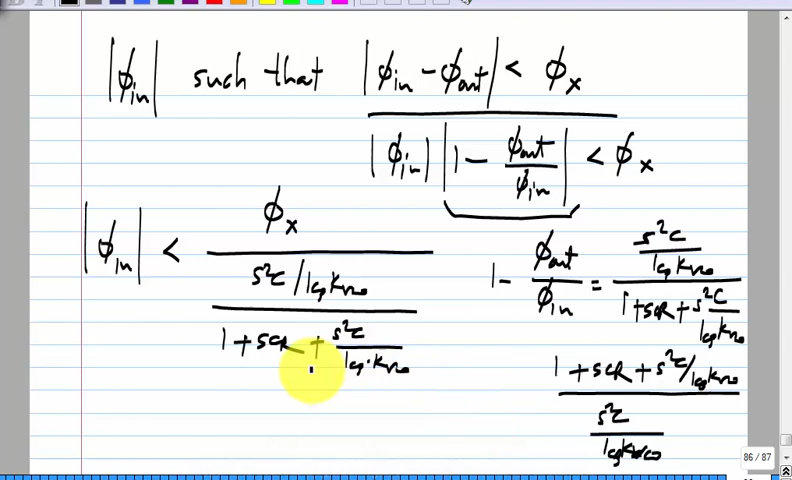 |ϕin| such that |ϕin - ϕout| < ϕx
|ϕin| |1 - ϕout/ϕin| < ϕx
|ϕin| < ϕx
s²C / Icp Kvco
1 + sCR + s²C / Icp · Kvco
1 - ϕout/ϕin = (s²C / Icp Kvco) / (1 + sCR + s²C / Icp Kvco)
1 + sCR + s²C / Icp Kvco
s²C
Icp Kvco
86 / 87